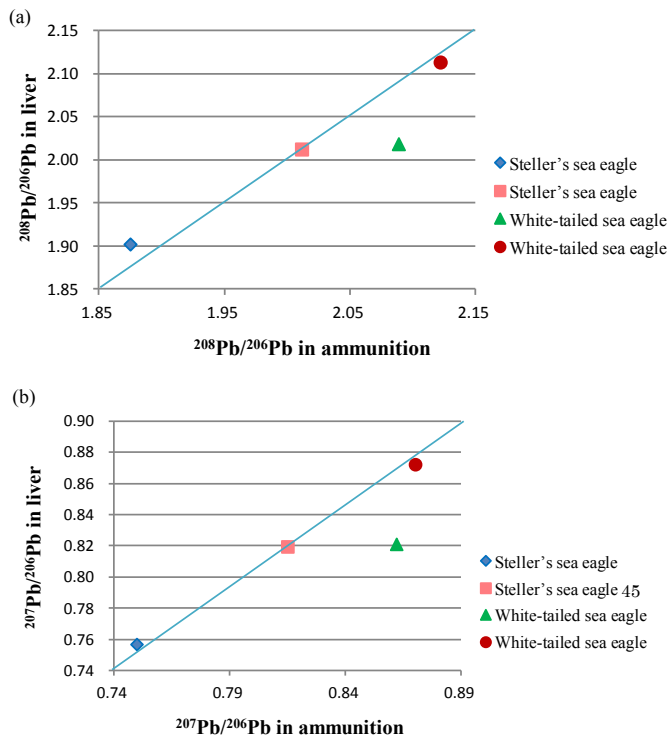 (a)
2.15
2.10
2.05
2.00
1.95
1.90
1.85
1.85 1.95 2.05 2.15
²⁰⁸Pb/²⁰⁶Pb in liver
²⁰⁸Pb/²⁰⁶Pb in ammunition
Steller's sea eagle
Steller's sea eagle
White-tailed sea eagle
White-tailed sea eagle
(b)
0.90
0.88
0.86
0.84
0.82
0.80
0.78
0.76
0.74
0.74 0.79 0.84 0.89
²⁰⁷Pb/²⁰⁶Pb in liver
²⁰⁷Pb/²⁰⁶Pb in ammunition
Steller's sea eagle
Steller's sea eagle 45
White-tailed sea eagle
White-tailed sea eagle